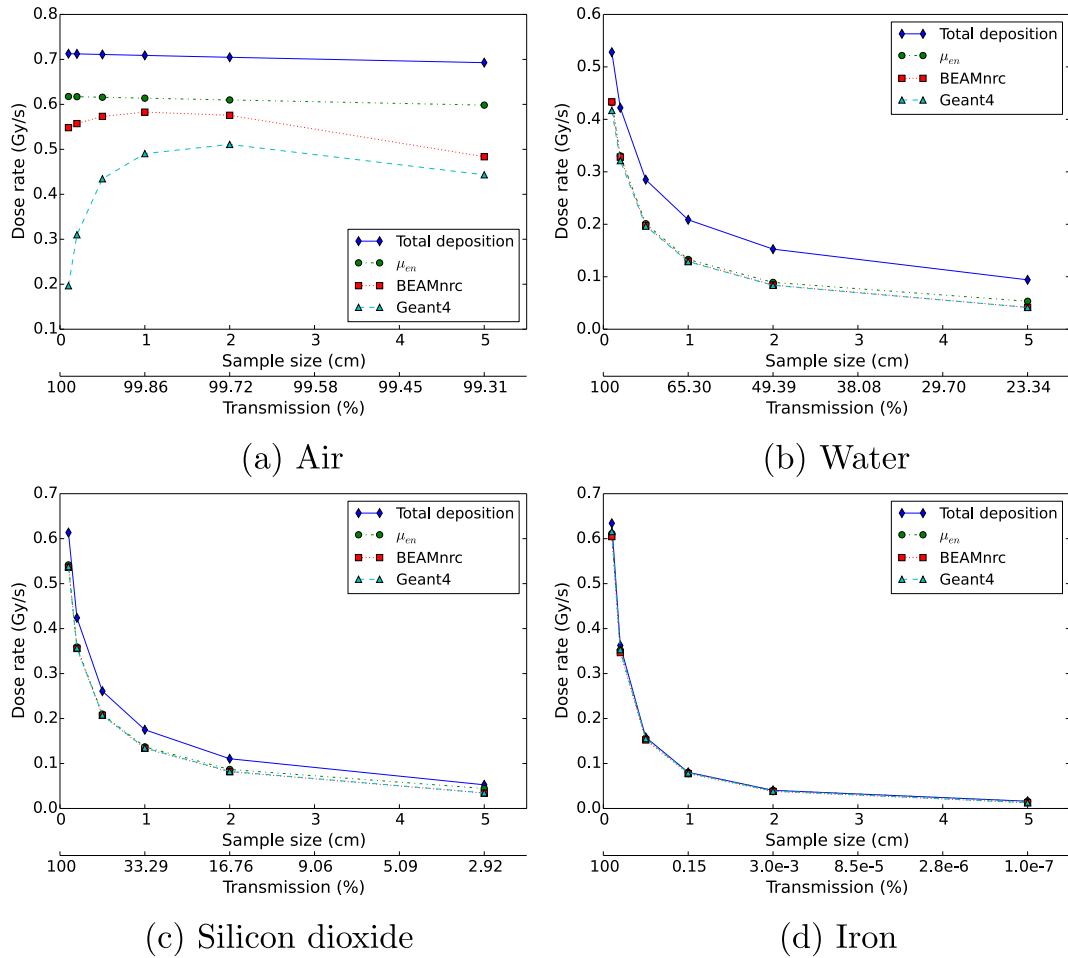 0.8
0.7
0.6
0.5
0.4
0.3
0.2
0.1
Dose rate (Gy/s)
Total deposition
μen
BEAMnrc
Geant4
0 1 2 3 4 5
Sample size (cm)
100 99.86 99.72 99.58 99.45 99.31
Transmission (%)
(a) Air
0.6
0.5
0.4
0.3
0.2
0.1
0.0
Dose rate (Gy/s)
Total deposition
μen
BEAMnrc
Geant4
0 1 2 3 4 5
Sample size (cm)
100 65.30 49.39 38.08 29.70 23.34
Transmission (%)
(b) Water
0.7
0.6
0.5
0.4
0.3
0.2
0.1
0.0
Dose rate (Gy/s)
Total deposition
μen
BEAMnrc
Geant4
0 1 2 3 4 5
Sample size (cm)
100 33.29 16.76 9.06 5.09 2.92
Transmission (%)
(c) Silicon dioxide
0.7
0.6
0.5
0.4
0.3
0.2
0.1
0.0
Dose rate (Gy/s)
Total deposition
μen
BEAMnrc
Geant4
0 1 2 3 4 5
Sample size (cm)
100 0.15 3.0e-3 8.5e-5 2.8e-6 1.0e-7
Transmission (%)
(d) Iron